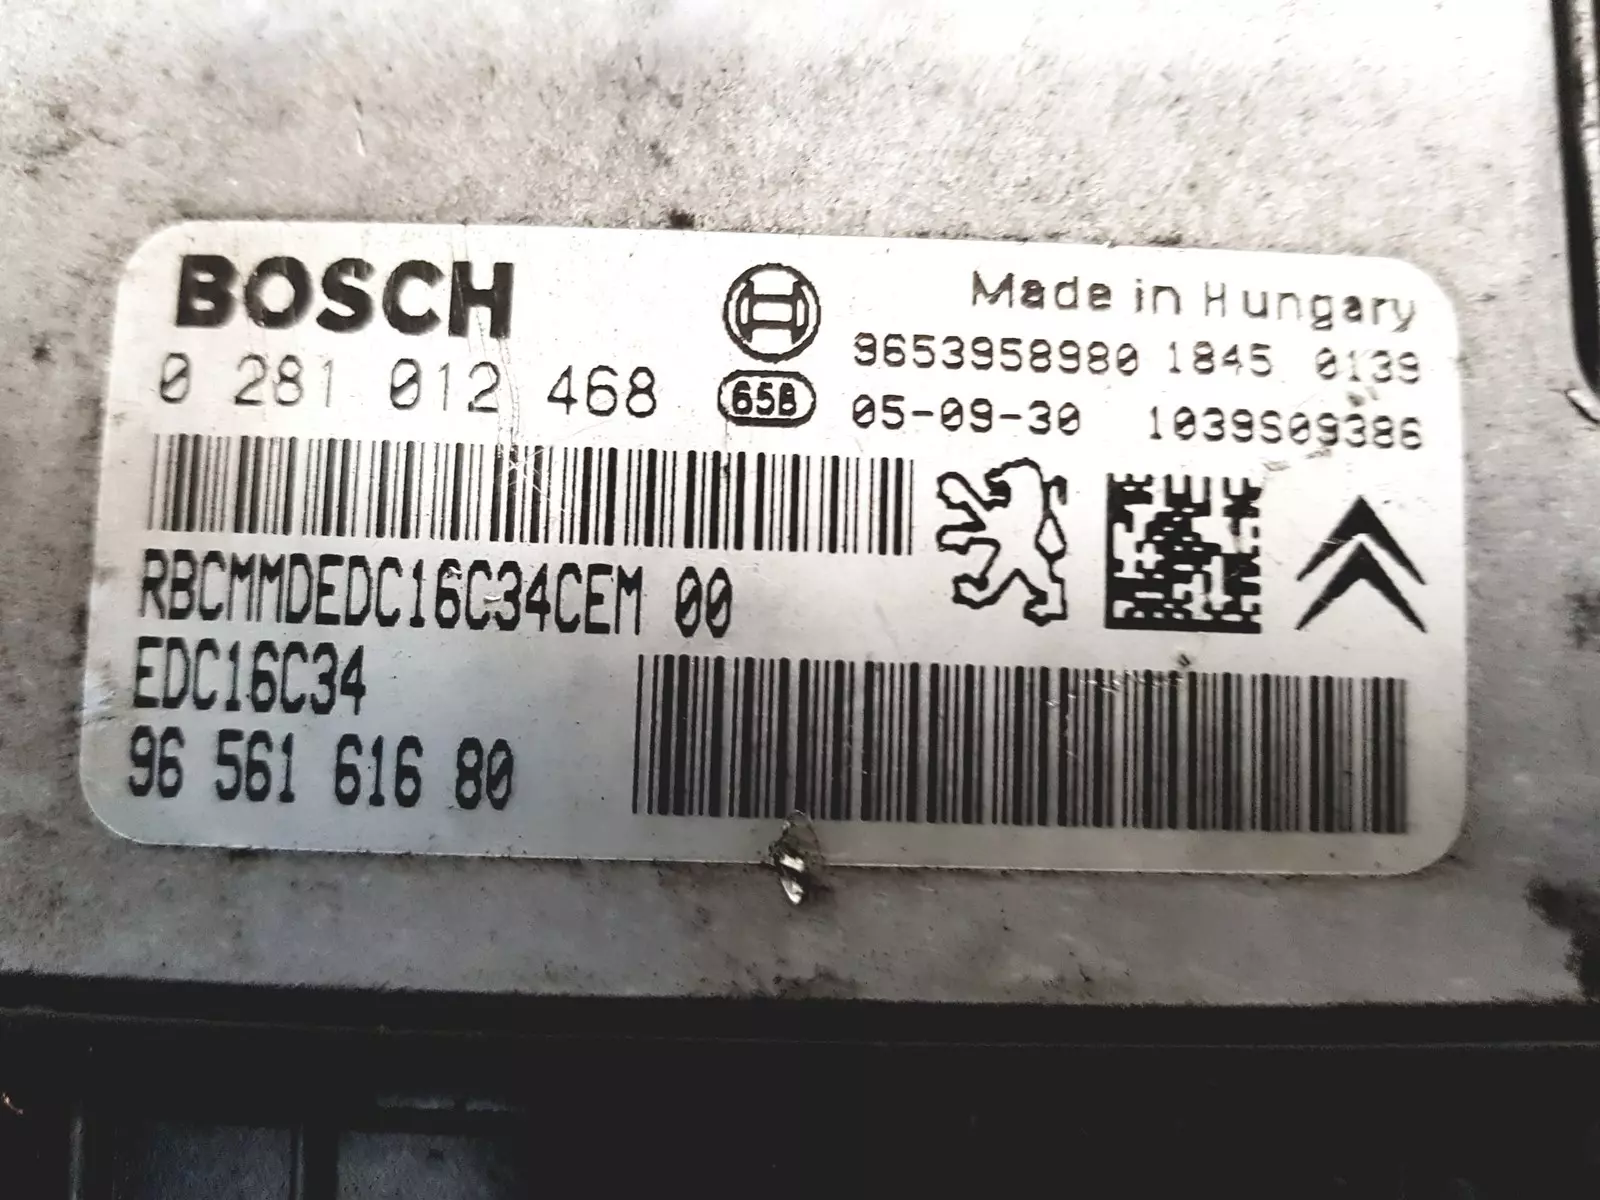 BOSCH
Made in Hungary
0 281 012 468
65B
9653958980 1845 0139
05-09-30 1039S09386
RBCMMDEDC16C34CEM 00
EDC16C34
96 561 616 80